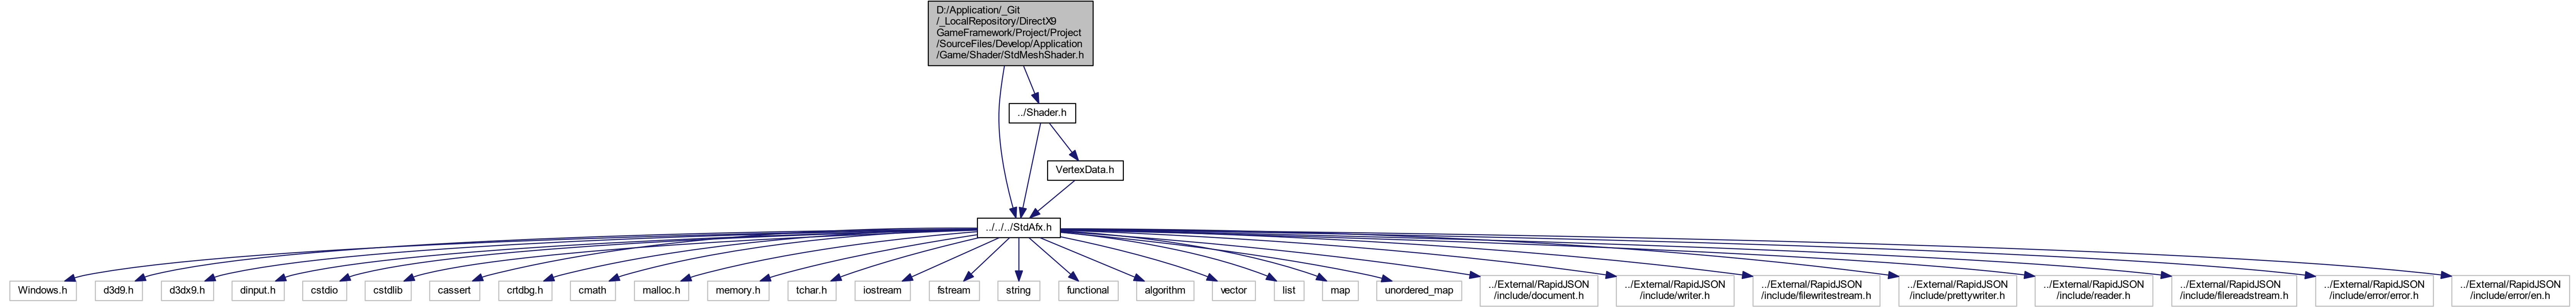 D:/Application/_Git
/_LocalRepository/DirectX9
GameFramework/Project/Project
/SourceFiles/Develop/Application
/Game/Shader/StdMeshShader.h
../Shader.h
VertexData.h
../../../StdAfx.h
Windows.h
d3d9.h
d3dx9.h
dinput.h
cstdio
cstdlib
cassert
crtdbg.h
cmath
malloc.h
memory.h
tchar.h
iostream
fstream
string
functional
algorithm
vector
list
map
unordered_map
../External/RapidJSON
/include/document.h
../External/RapidJSON
/include/writer.h
../External/RapidJSON
/include/filewritestream.h
../External/RapidJSON
/include/prettywriter.h
../External/RapidJSON
/include/reader.h
../External/RapidJSON
/include/filereadstream.h
../External/RapidJSON
/include/error/error.h
../External/RapidJSON
/include/error/en.h